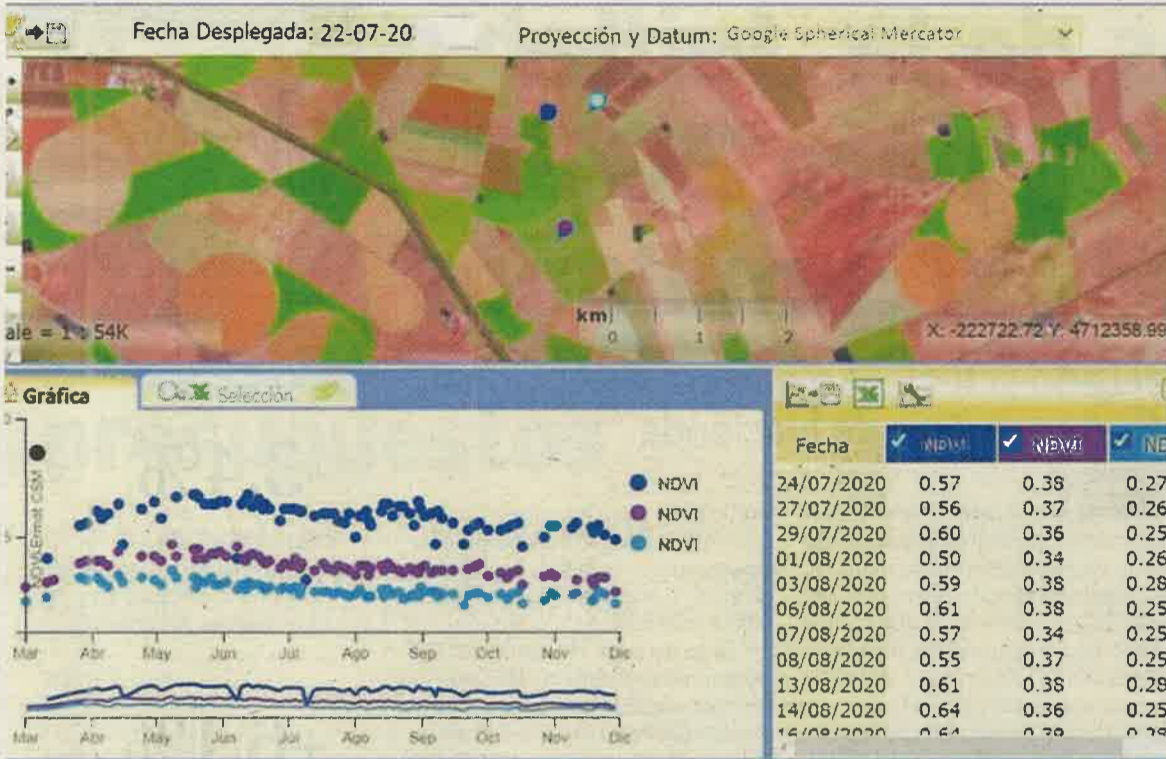 Fecha Desplegada: 22-07-20
Proyección y Datum: Google Spherical Mercator
km
0 1 2
ale = 1 : 54K
X: -222722.72 Y: 4712358.99
Gráfica
Selección
NDVI
NDVI
NDVI
Mar Abr May Jun Jul Ago Sep Oct Nov Dic
Mar Abr May Jun Jul Ago Sep Oct Nov Dic
Fecha NDVI NDVI ND
24/07/2020 0.57 0.38 0.27
27/07/2020 0.56 0.37 0.26
29/07/2020 0.60 0.36 0.25
01/08/2020 0.50 0.34 0.26
03/08/2020 0.59 0.38 0.28
06/08/2020 0.61 0.38 0.25
07/08/2020 0.57 0.34 0.25
08/08/2020 0.55 0.37 0.25
13/08/2020 0.61 0.38 0.28
14/08/2020 0.64 0.36 0.25